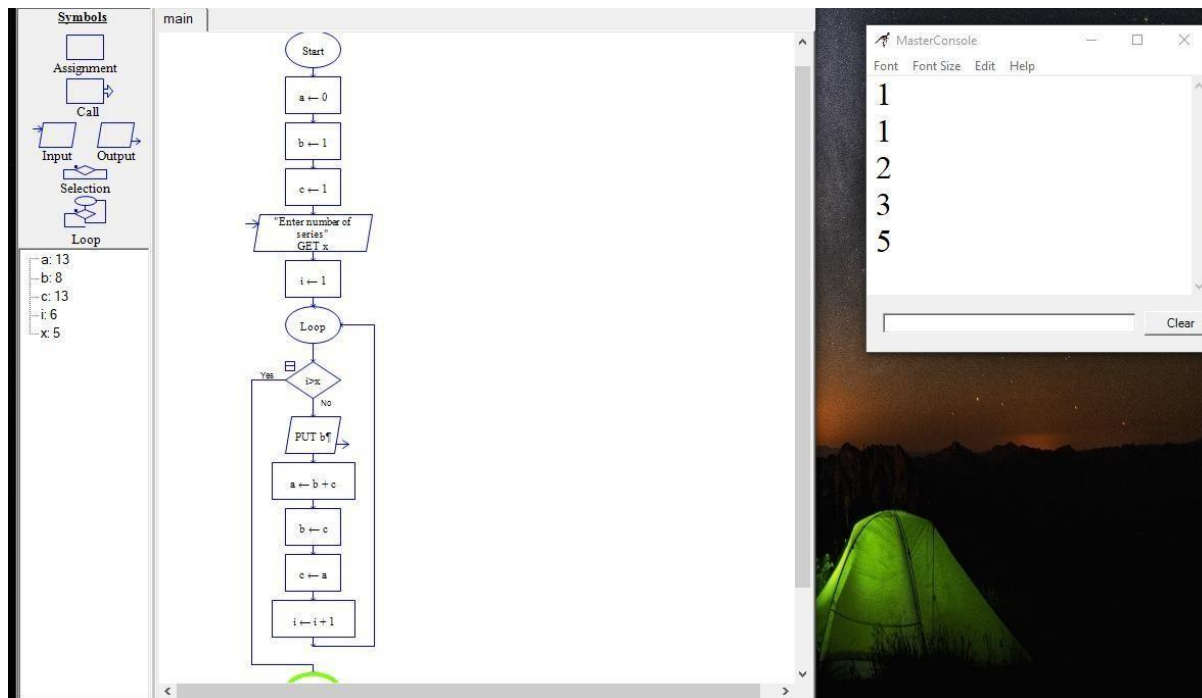 Symbols
Assignment
Call
Input
Output
Selection
Loop
a: 13
b: 8
c: 13
i: 6
x: 5
main
Start
a ← 0
b ← 1
c ← 1
"Enter number of
series"
GET x
i ← 1
Loop
Yes
i>x
No
PUT b¶
a ← b + c
b ← c
c ← a
i ← i + 1
MasterConsole
Font Font Size Edit Help
1
1
2
3
5
Clear